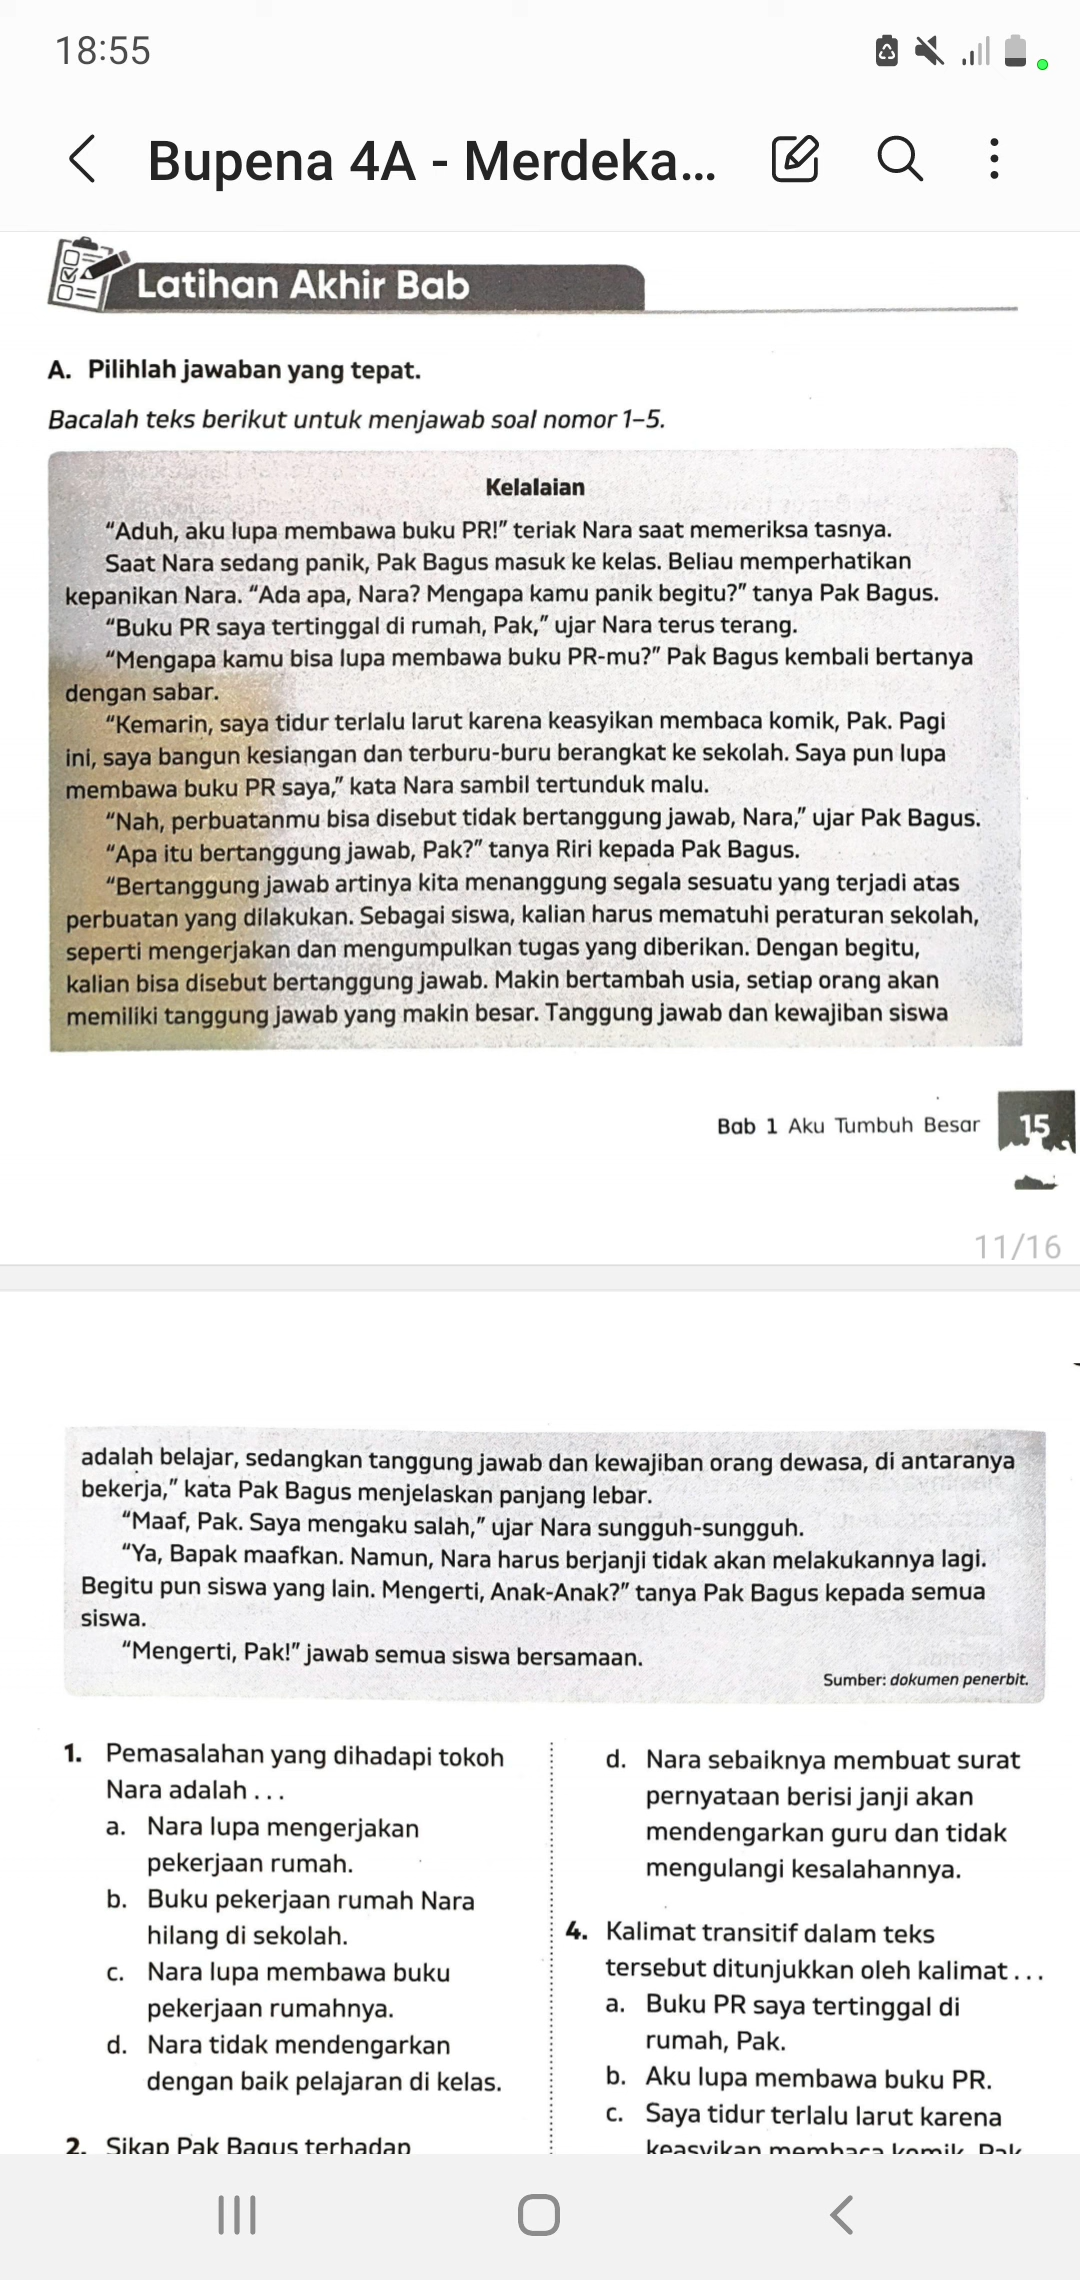 18:55
Bupena 4A - Merdeka...
Latihan Akhir Bab
A. Pilihlah jawaban yang tepat.
Bacalah teks berikut untuk menjawab soal nomor 1–5.
Kelalaian
“Aduh, aku lupa membawa buku PR!” teriak Nara saat memeriksa tasnya.
Saat Nara sedang panik, Pak Bagus masuk ke kelas. Beliau memperhatikan
kepanikan Nara. “Ada apa, Nara? Mengapa kamu panik begitu?” tanya Pak Bagus.
“Buku PR saya tertinggal di rumah, Pak,” ujar Nara terus terang.
“Mengapa kamu bisa lupa membawa buku PR-mu?” Pak Bagus kembali bertanya
dengan sabar.
“Kemarin, saya tidur terlalu larut karena keasyikan membaca komik, Pak. Pagi
ini, saya bangun kesiangan dan terburu-buru berangkat ke sekolah. Saya pun lupa
membawa buku PR saya,” kata Nara sambil tertunduk malu.
“Nah, perbuatanmu bisa disebut tidak bertanggung jawab, Nara,” ujar Pak Bagus.
“Apa itu bertanggung jawab, Pak?” tanya Riri kepada Pak Bagus.
“Bertanggung jawab artinya kita menanggung segala sesuatu yang terjadi atas
perbuatan yang dilakukan. Sebagai siswa, kalian harus mematuhi peraturan sekolah,
seperti mengerjakan dan mengumpulkan tugas yang diberikan. Dengan begitu,
kalian bisa disebut bertanggung jawab. Makin bertambah usia, setiap orang akan
memiliki tanggung jawab yang makin besar. Tanggung jawab dan kewajiban siswa
Bab 1 Aku Tumbuh Besar 15
11/16
adalah belajar, sedangkan tanggung jawab dan kewajiban orang dewasa, di antaranya
bekerja,” kata Pak Bagus menjelaskan panjang lebar.
“Maaf, Pak. Saya mengaku salah,” ujar Nara sungguh-sungguh.
“Ya, Bapak maafkan. Namun, Nara harus berjanji tidak akan melakukannya lagi.
Begitu pun siswa yang lain. Mengerti, Anak-Anak?” tanya Pak Bagus kepada semua
siswa.
“Mengerti, Pak!” jawab semua siswa bersamaan.
Sumber: dokumen penerbit.
1. Pemasalahan yang dihadapi tokoh
Nara adalah . . .
a. Nara lupa mengerjakan
pekerjaan rumah.
b. Buku pekerjaan rumah Nara
hilang di sekolah.
c. Nara lupa membawa buku
pekerjaan rumahnya.
d. Nara tidak mendengarkan
dengan baik pelajaran di kelas.
2. Sikap Pak Bagus terhadap
d. Nara sebaiknya membuat surat
pernyataan berisi janji akan
mendengarkan guru dan tidak
mengulangi kesalahannya.
4. Kalimat transitif dalam teks
tersebut ditunjukkan oleh kalimat . . .
a. Buku PR saya tertinggal di
rumah, Pak.
b. Aku lupa membawa buku PR.
c. Saya tidur terlalu larut karena
keasyikan membaca komik, Pak